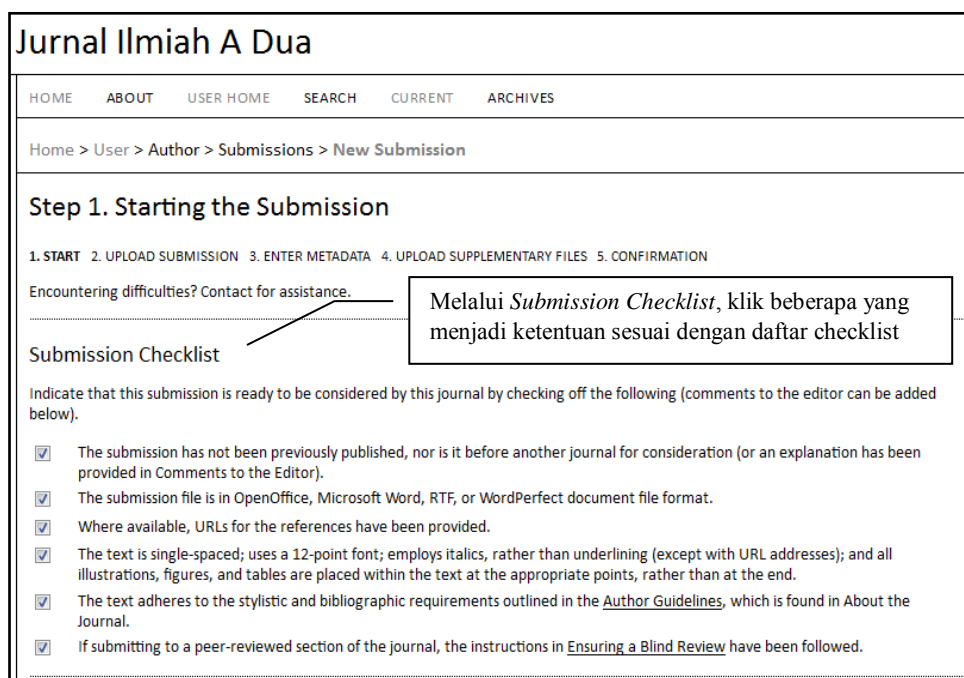 Jurnal Ilmiah A Dua
HOME ABOUT USER HOME SEARCH CURRENT ARCHIVES
Home > User > Author > Submissions > New Submission
Step 1. Starting the Submission
1. START 2. UPLOAD SUBMISSION 3. ENTER METADATA 4. UPLOAD SUPPLEMENTARY FILES 5. CONFIRMATION
Encountering difficulties? Contact for assistance.
Melalui Submission Checklist, klik beberapa yang
menjadi ketentuan sesuai dengan daftar checklist
Submission Checklist
Indicate that this submission is ready to be considered by this journal by checking off the following (comments to the editor can be added
below).
The submission has not been previously published, nor is it before another journal for consideration (or an explanation has been
provided in Comments to the Editor).
The submission file is in OpenOffice, Microsoft Word, RTF, or WordPerfect document file format.
Where available, URLs for the references have been provided.
The text is single-spaced; uses a 12-point font; employs italics, rather than underlining (except with URL addresses); and all
illustrations, figures, and tables are placed within the text at the appropriate points, rather than at the end.
The text adheres to the stylistic and bibliographic requirements outlined in the Author Guidelines, which is found in About the
Journal.
If submitting to a peer-reviewed section of the journal, the instructions in Ensuring a Blind Review have been followed.